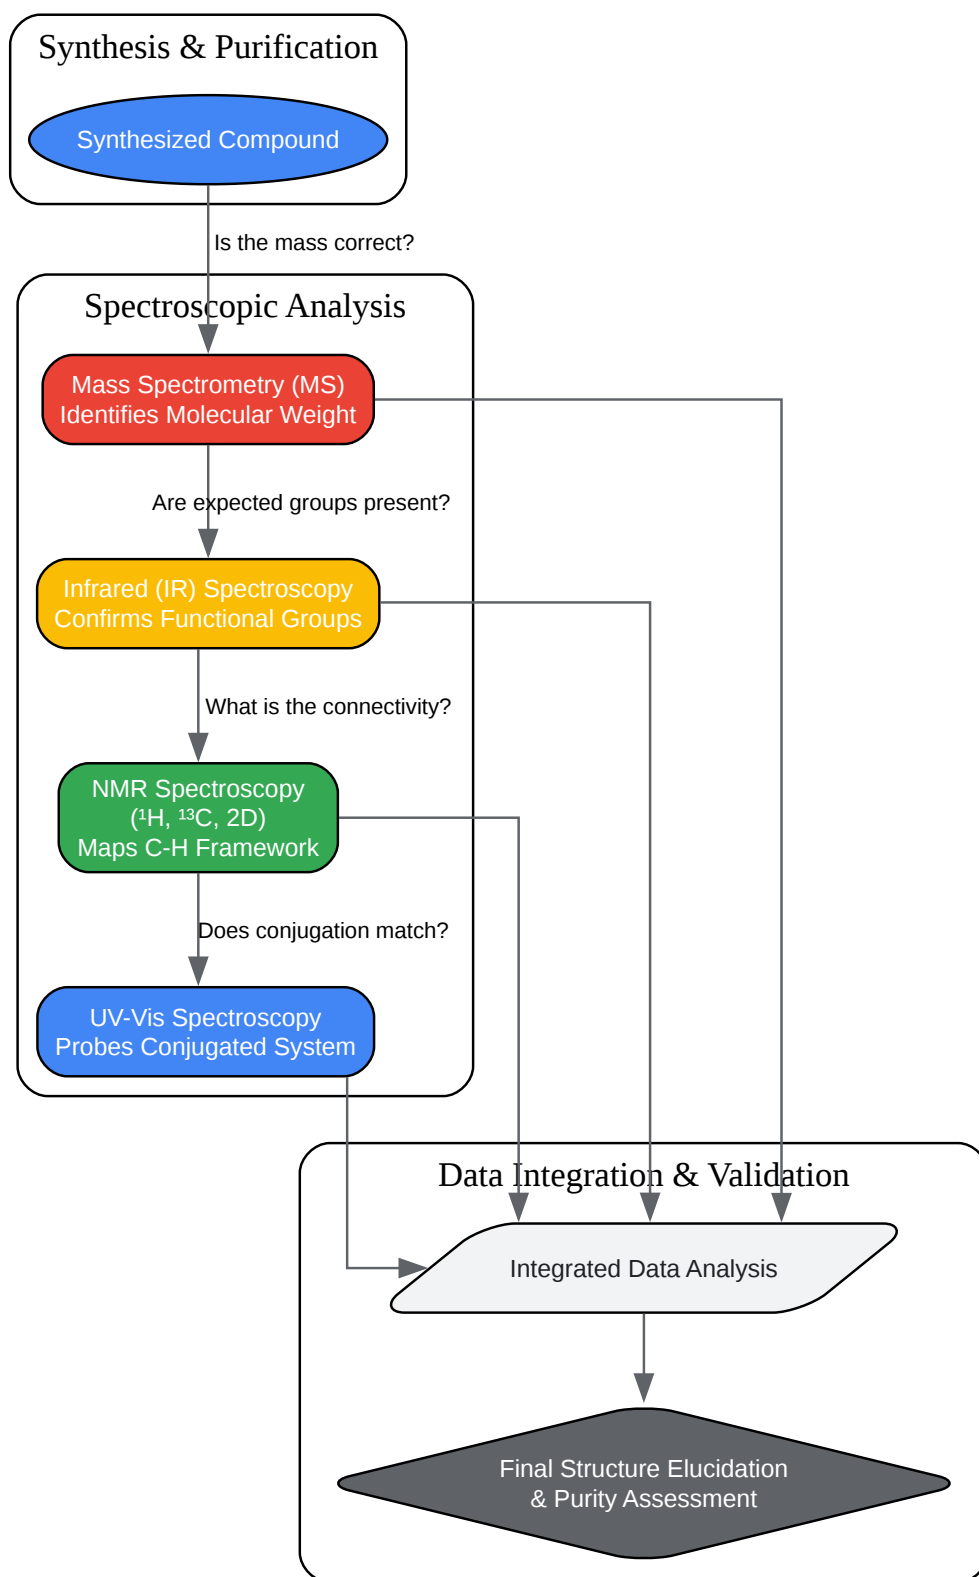 Synthesis & Purification
Synthesized Compound
Is the mass correct?
Spectroscopic Analysis
Mass Spectrometry (MS)
Identifies Molecular Weight
Are expected groups present?
Infrared (IR) Spectroscopy
Confirms Functional Groups
What is the connectivity?
NMR Spectroscopy
(¹H, ¹³C, 2D)
Maps C-H Framework
Does conjugation match?
UV-Vis Spectroscopy
Probes Conjugated System
Data Integration & Validation
Integrated Data Analysis
Final Structure Elucidation
& Purity Assessment